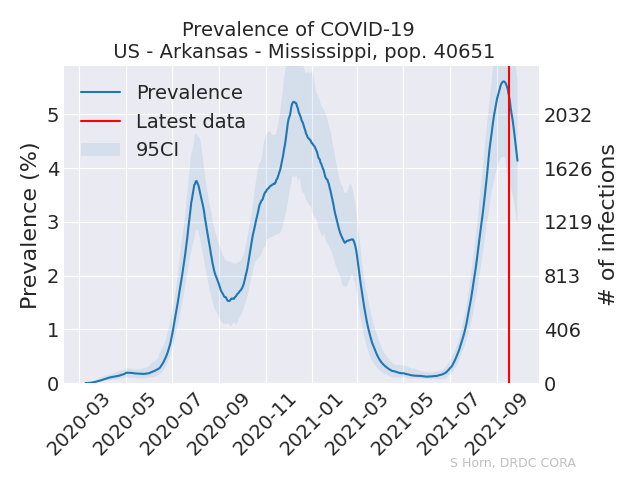 Prevalence of COVID-19
US - Arkansas - Mississippi, pop. 40651
Prevalence
Latest data
95CI
Prevalence (%)
5
4
3
2
1
0
2032
1626
1219
813
406
0
# of infections
2020-03
2020-05
2020-07
2020-09
2020-11
2021-01
2021-03
2021-05
2021-07
2021-09
S Horn, DRDC CORA